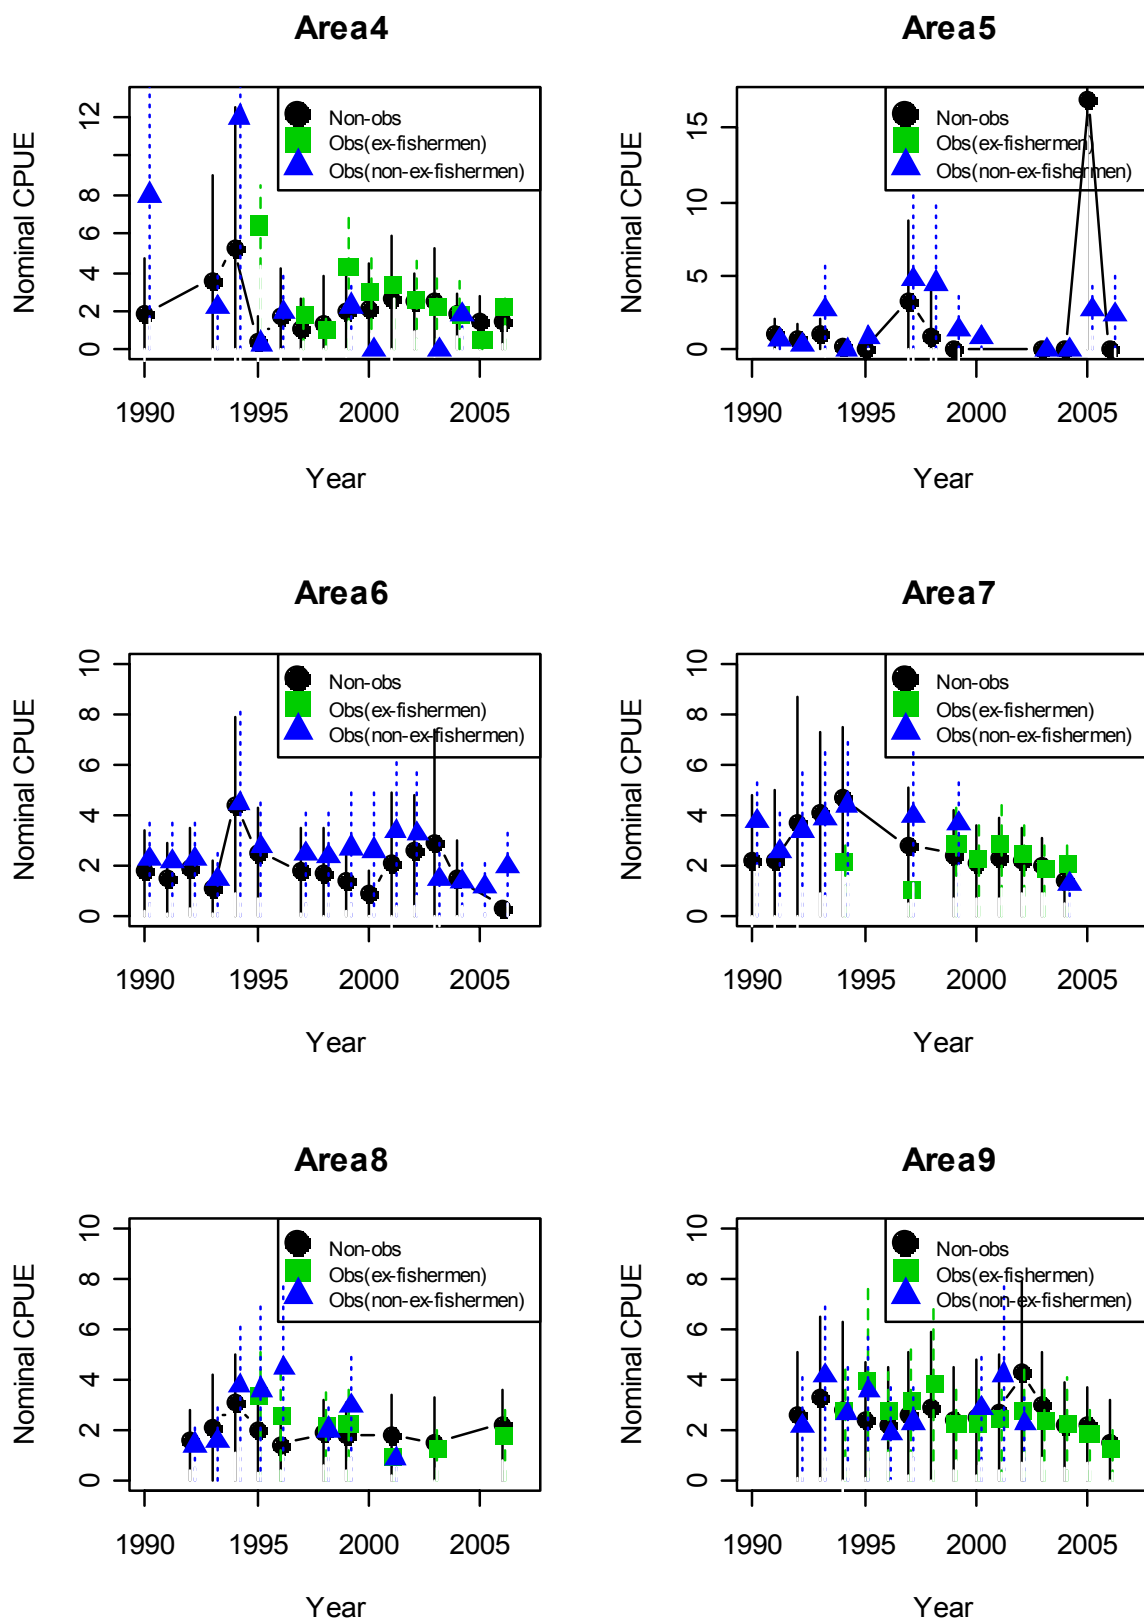 Area4
Nominal CPUE
12
8
6
4
2
0
Non-obs
Obs(ex-fishermen)
Obs(non-ex-fishermen)
1990 1995 2000 2005
Year
Area5
Nominal CPUE
15
10
5
0
Non-obs
Obs(ex-fishermen)
Obs(non-ex-fishermen)
1990 1995 2000 2005
Year
Area6
Nominal CPUE
10
8
6
4
2
0
Non-obs
Obs(ex-fishermen)
Obs(non-ex-fishermen)
1990 1995 2000 2005
Year
Area7
Nominal CPUE
10
8
6
4
2
0
Non-obs
Obs(ex-fishermen)
Obs(non-ex-fishermen)
1990 1995 2000 2005
Year
Area8
Nominal CPUE
10
8
6
4
2
0
Non-obs
Obs(ex-fishermen)
Obs(non-ex-fishermen)
1990 1995 2000 2005
Year
Area9
Nominal CPUE
10
8
6
4
2
0
Non-obs
Obs(ex-fishermen)
Obs(non-ex-fishermen)
1990 1995 2000 2005
Year